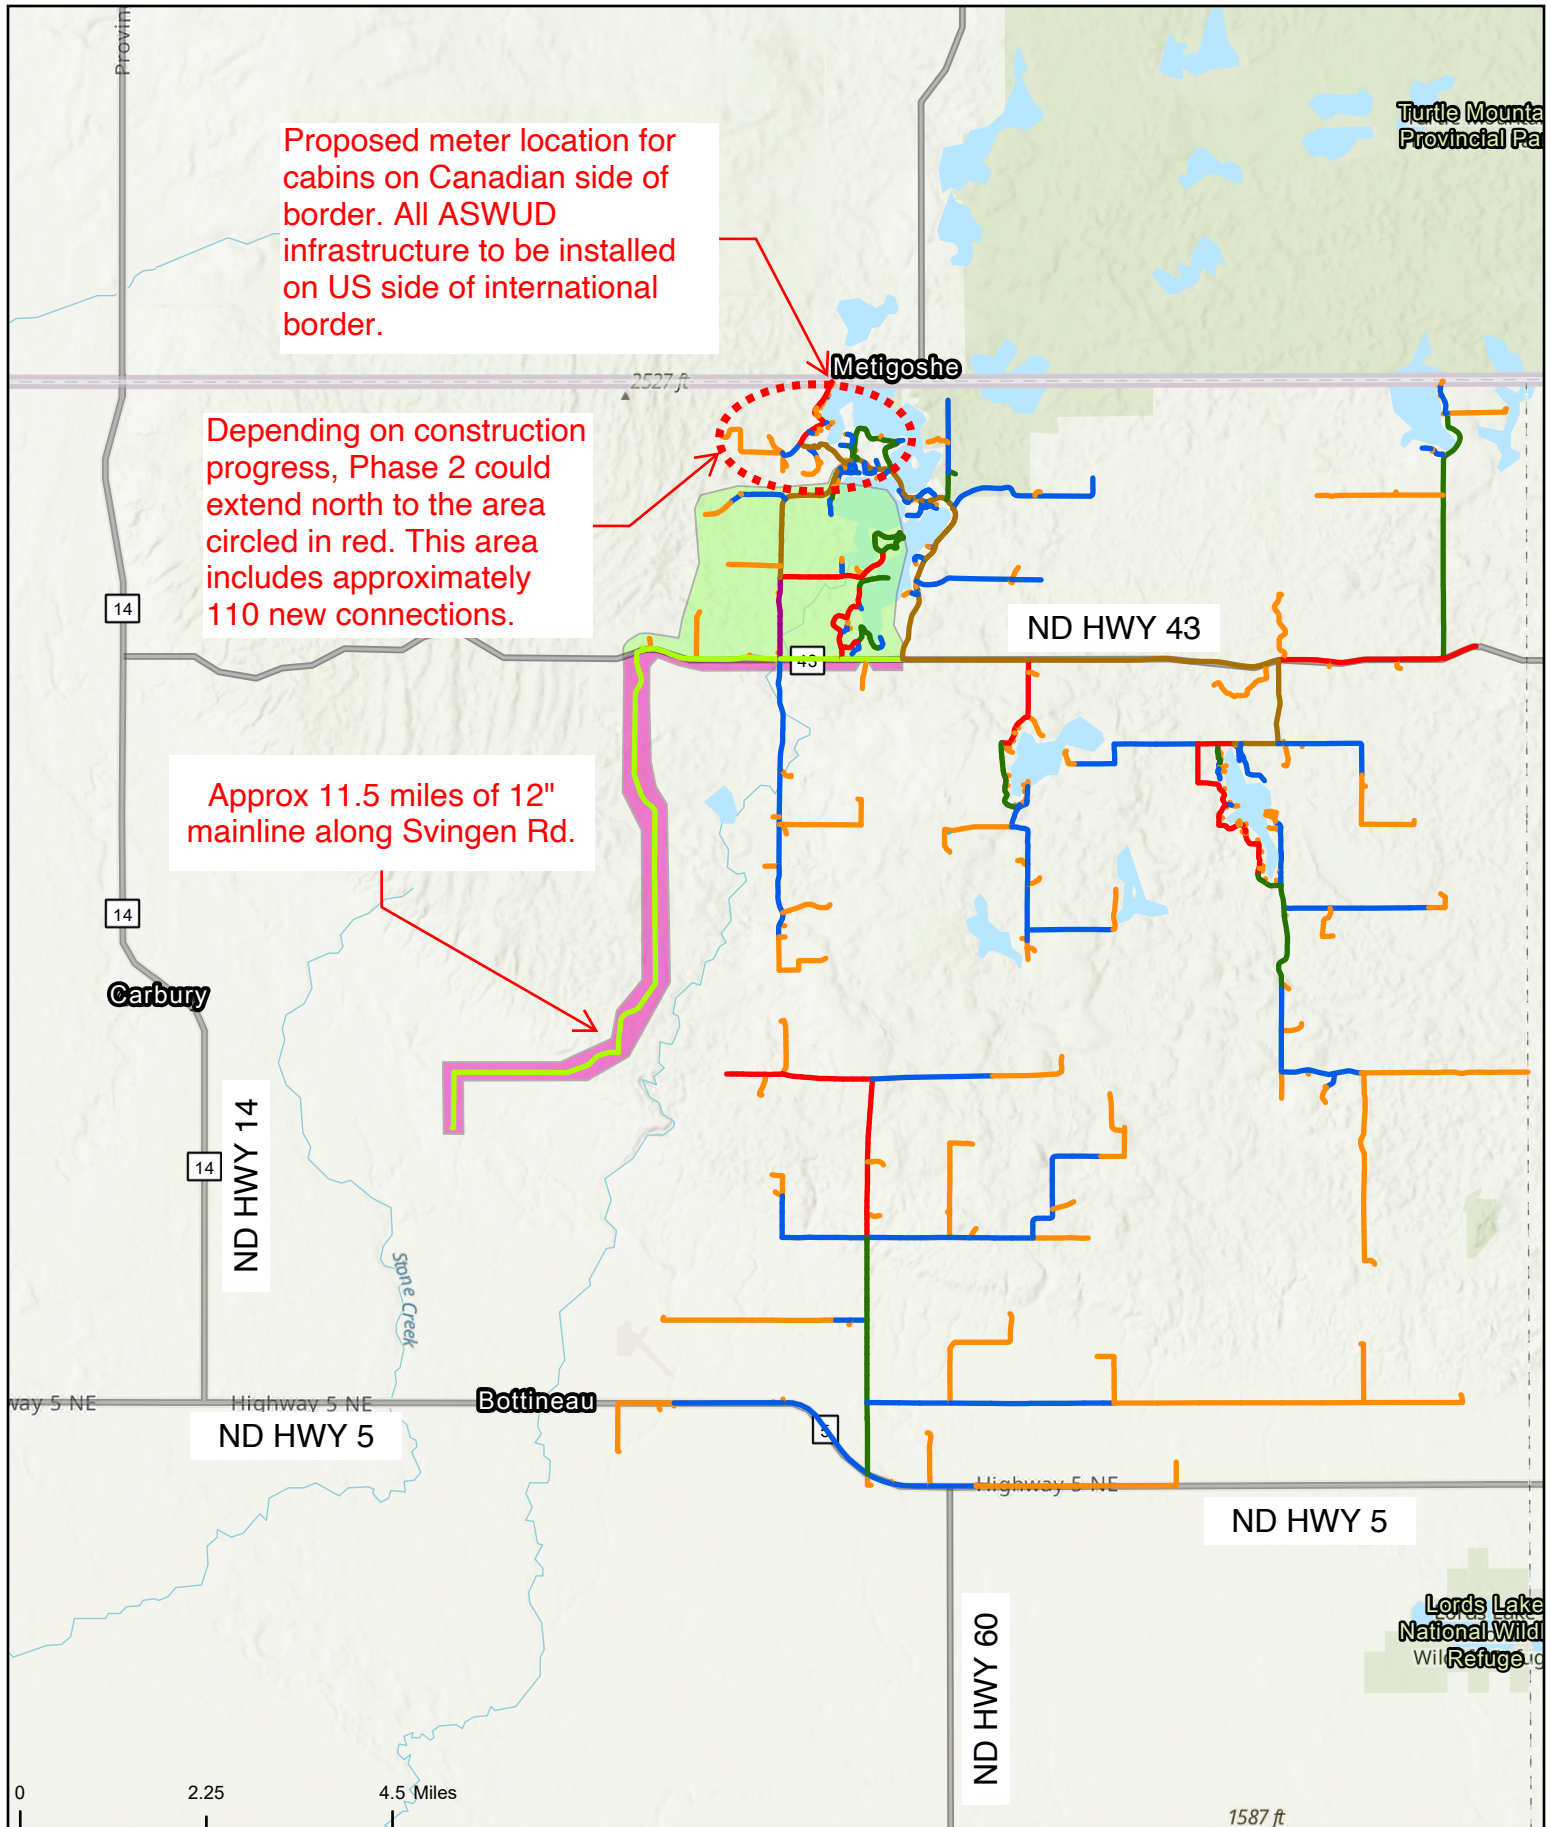 Provin
Turtle Mounta
Provincial Pa
Proposed meter location for
cabins on Canadian side of
border. All ASWUD
infrastructure to be installed
on US side of international
border.
Metigoshe
2527 ft
Depending on construction
progress, Phase 2 could
extend north to the area
circled in red. This area
includes approximately
110 new connections.
14
ND HWY 43
43
Approx 11.5 miles of 12"
mainline along Svingen Rd.
14
Carbury
ND HWY 14
14
Stone Creek
way 5 NE
Highway 5 NE
Bottineau
ND HWY 5
5
Highway 5 NE
ND HWY 5
ND HWY 60
Lords Lake
National Wildl
Refuge
0
2.25
4.5 Miles
1587 ft